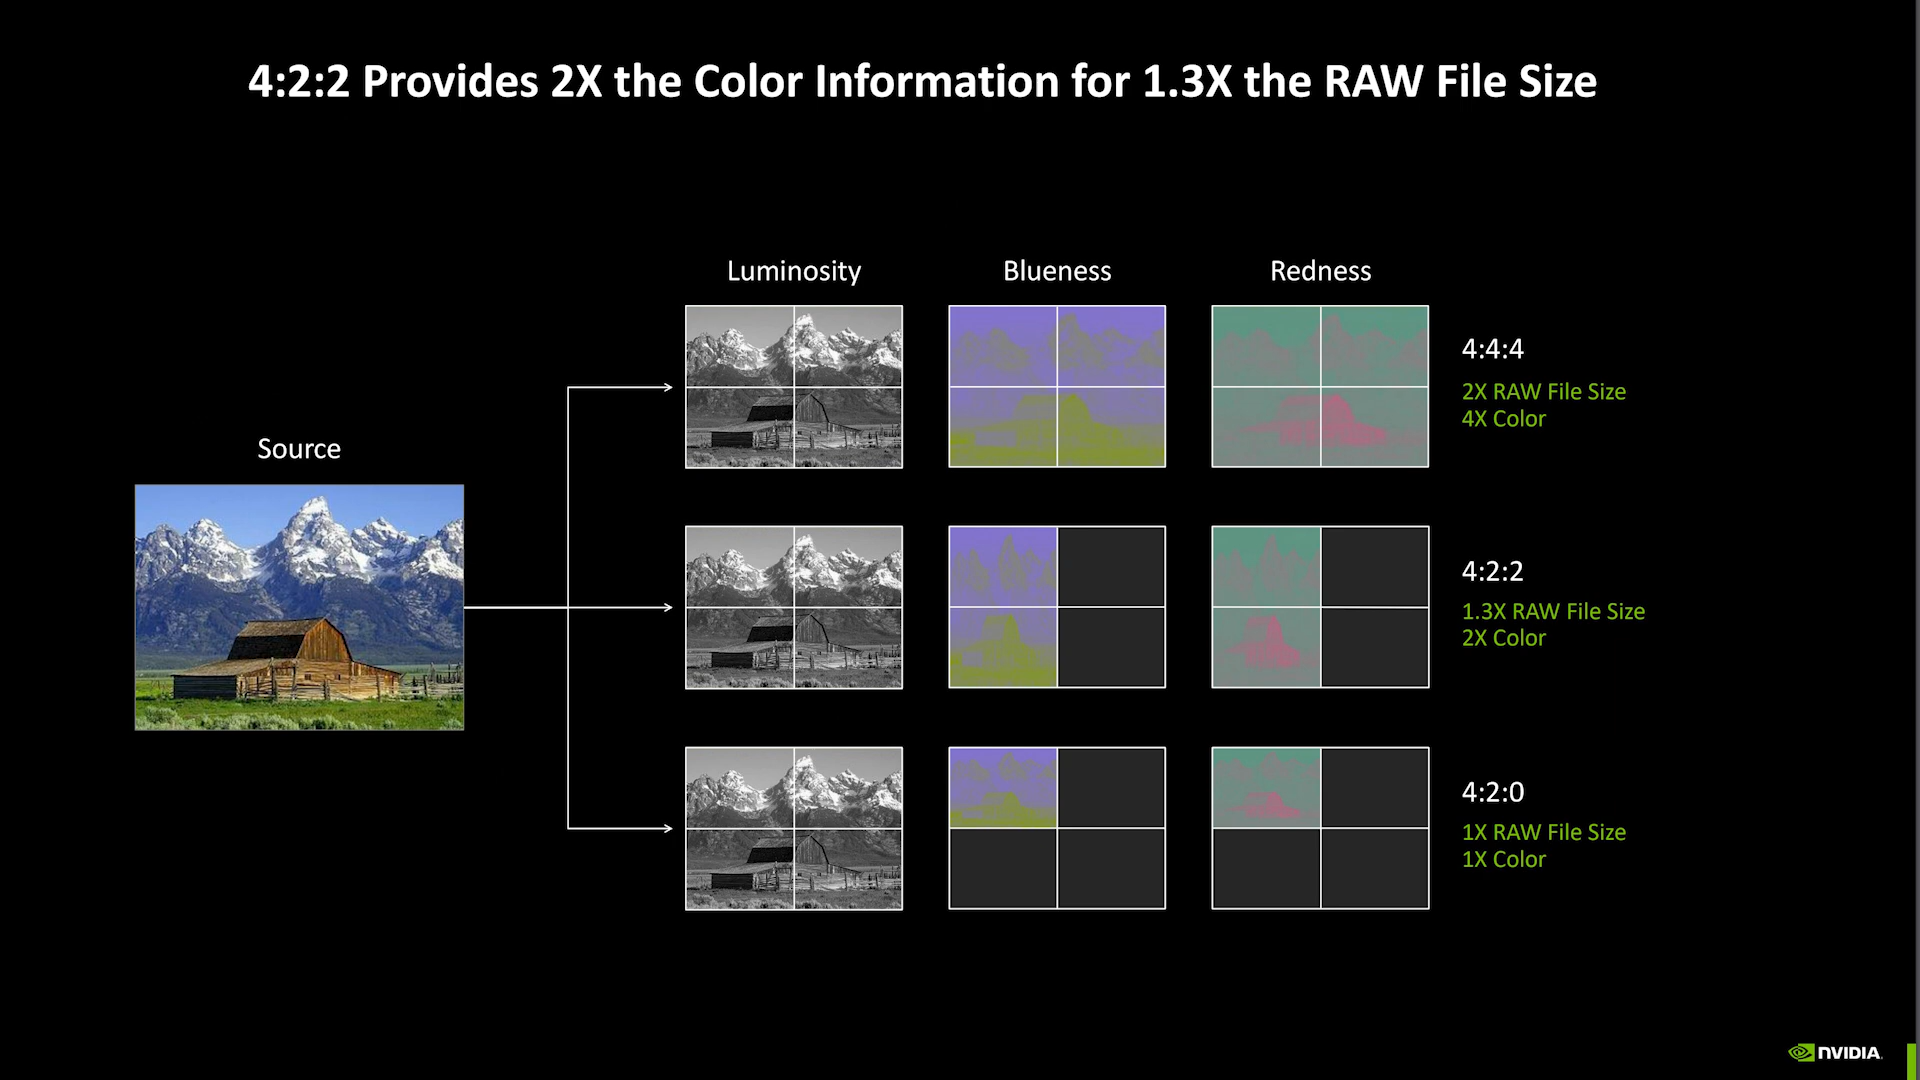 4:2:2 Provides 2X the Color Information for 1.3X the RAW File Size
Luminosity
Blueness
Redness
Source
4:4:4
2X RAW File Size
4X Color
4:2:2
1.3X RAW File Size
2X Color
4:2:0
1X RAW File Size
1X Color
NVIDIA